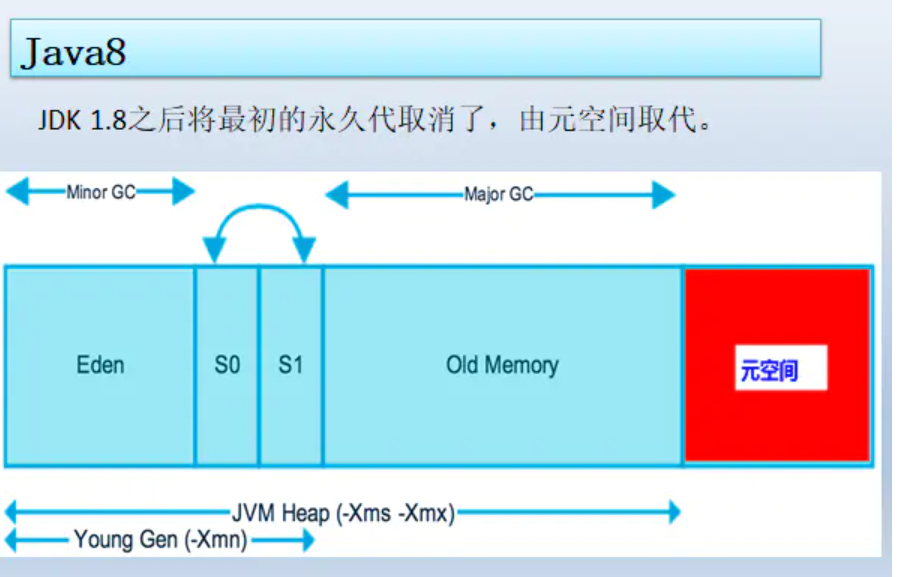 Java8
JDK 1.8之后将最初的永久代取消了，由元空间取代。
Minor GC
Major GC
Eden
S0
S1
Old Memory
元空间
JVM Heap (-Xms -Xmx)
Young Gen (-Xmn)